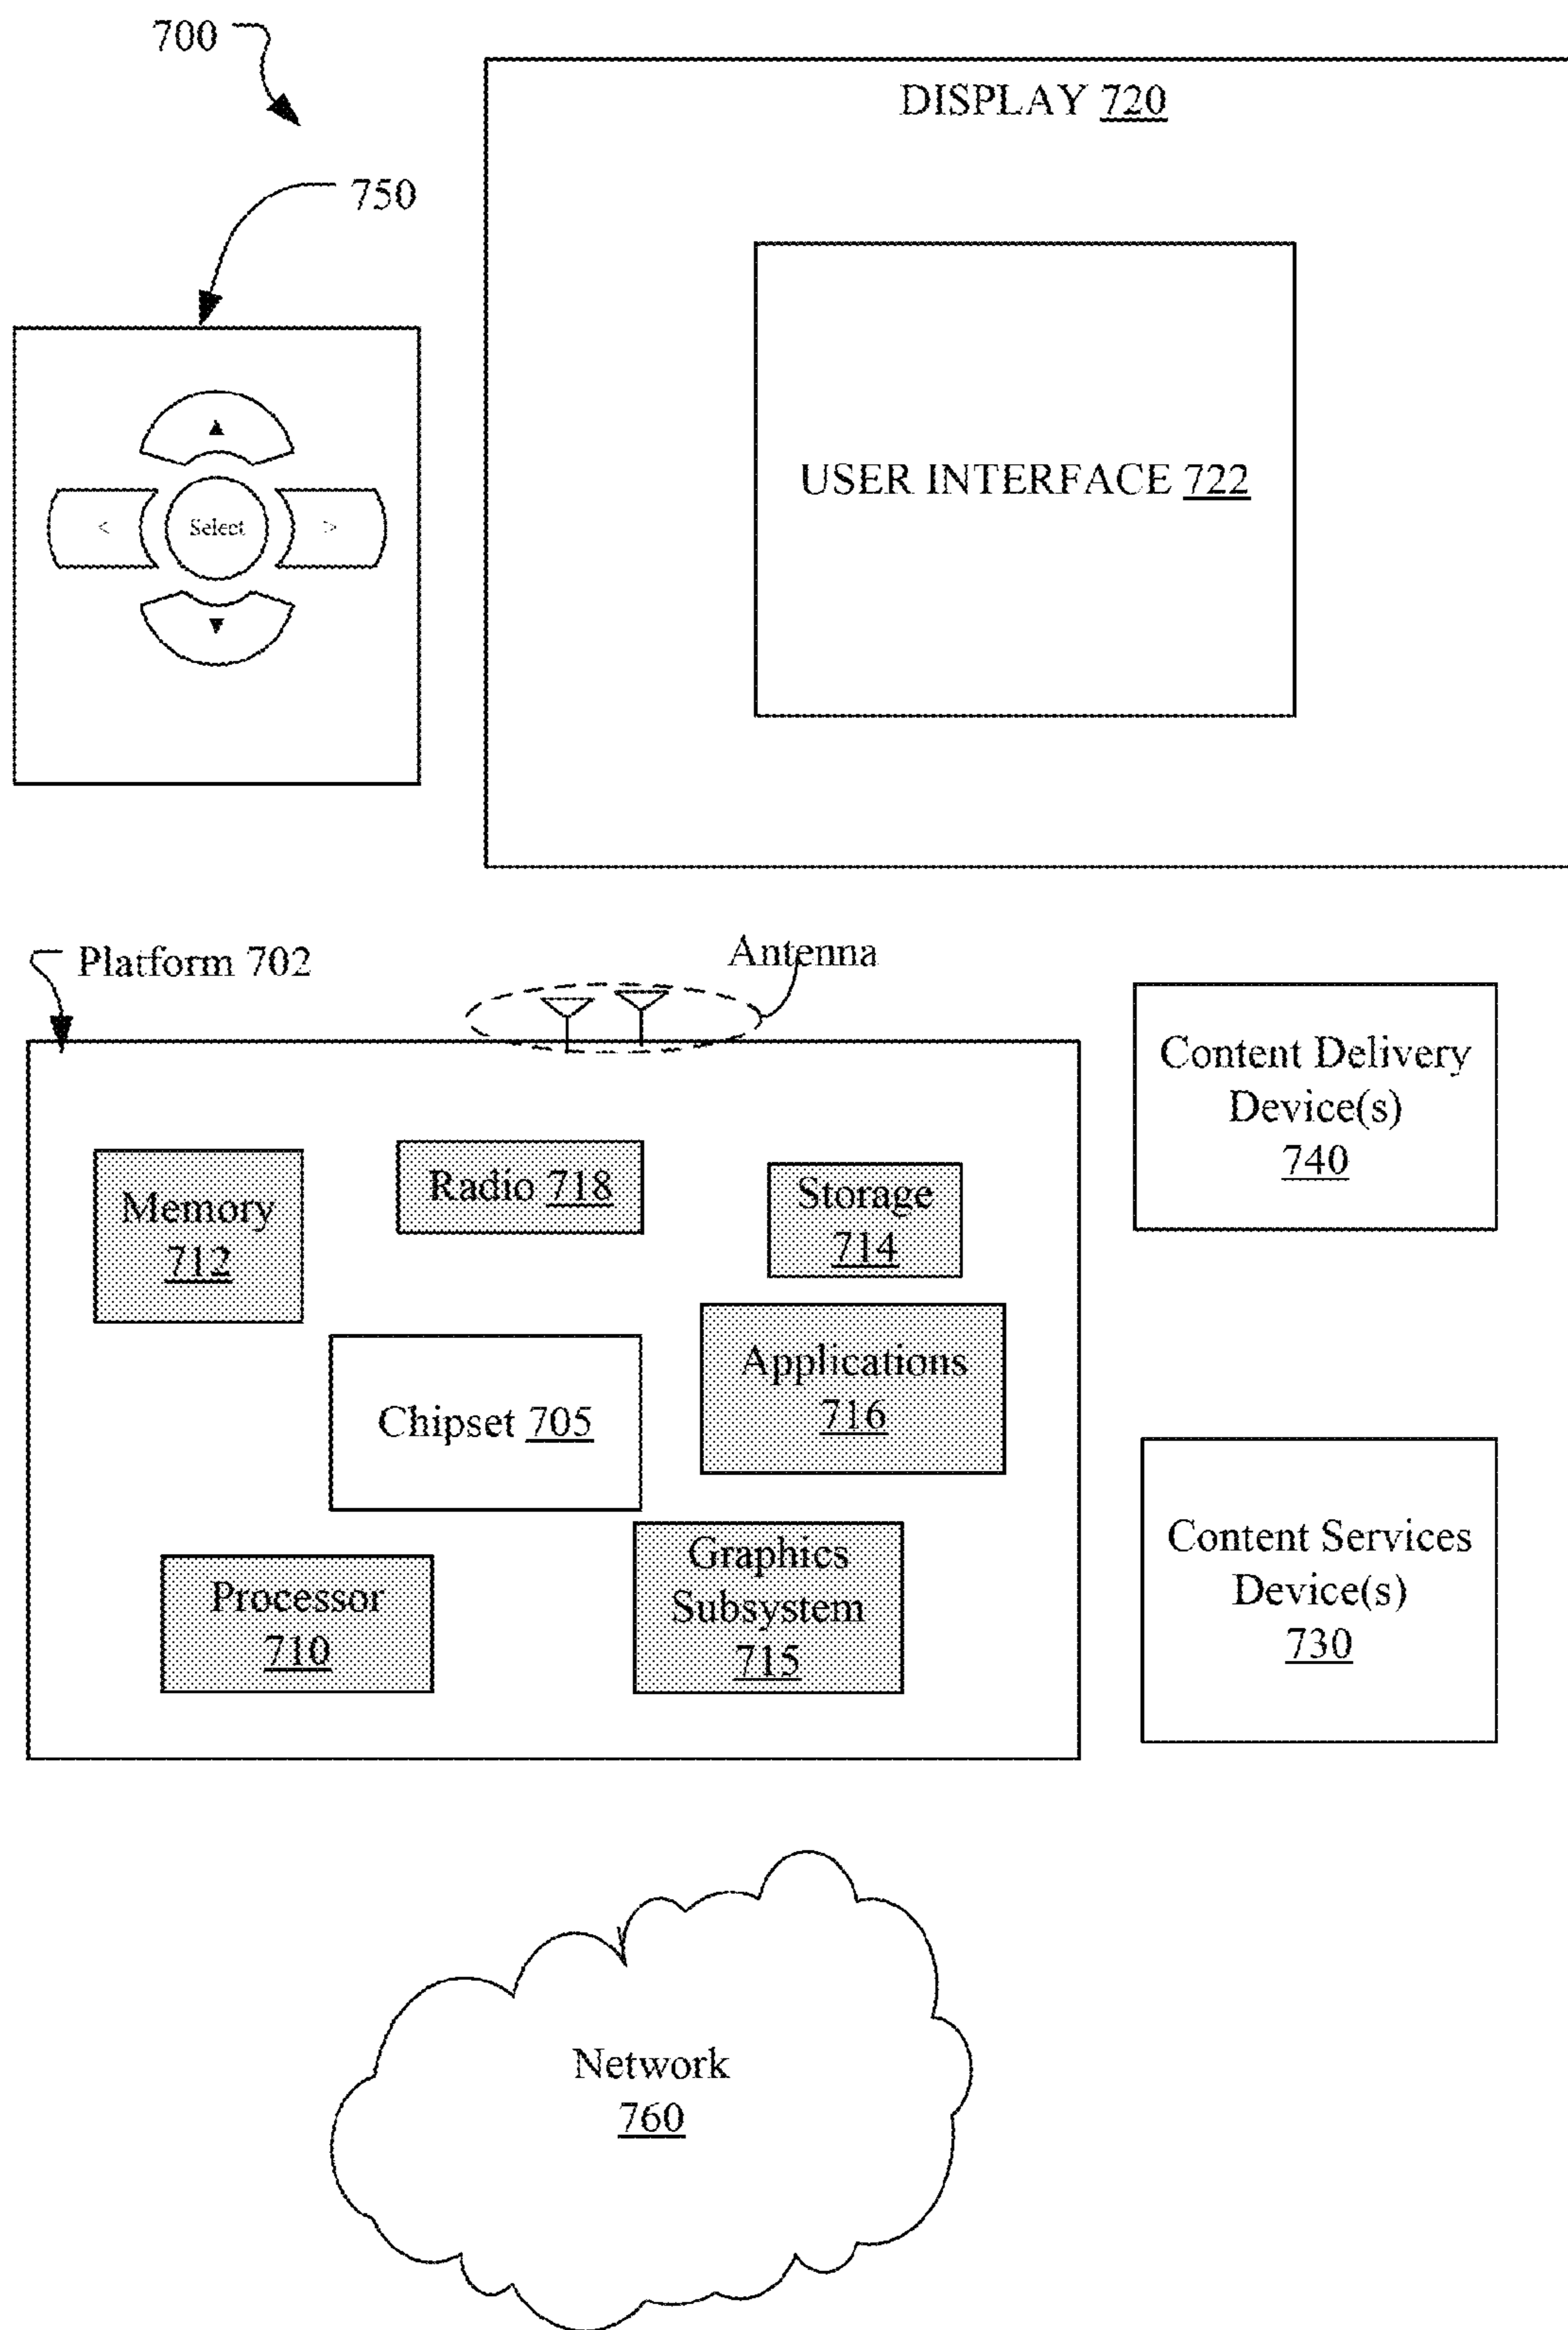 700
DISPLAY 720
750
USER INTERFACE 722
▲
< Select >
▼
Platform 702
Antenna
Content Delivery
Device(s)
740
Memory
712
Radio 718
Storage
714
Applications
716
Chipset 705
Content Services
Device(s)
730
Graphics
Subsystem
715
Processor
710
Network
760